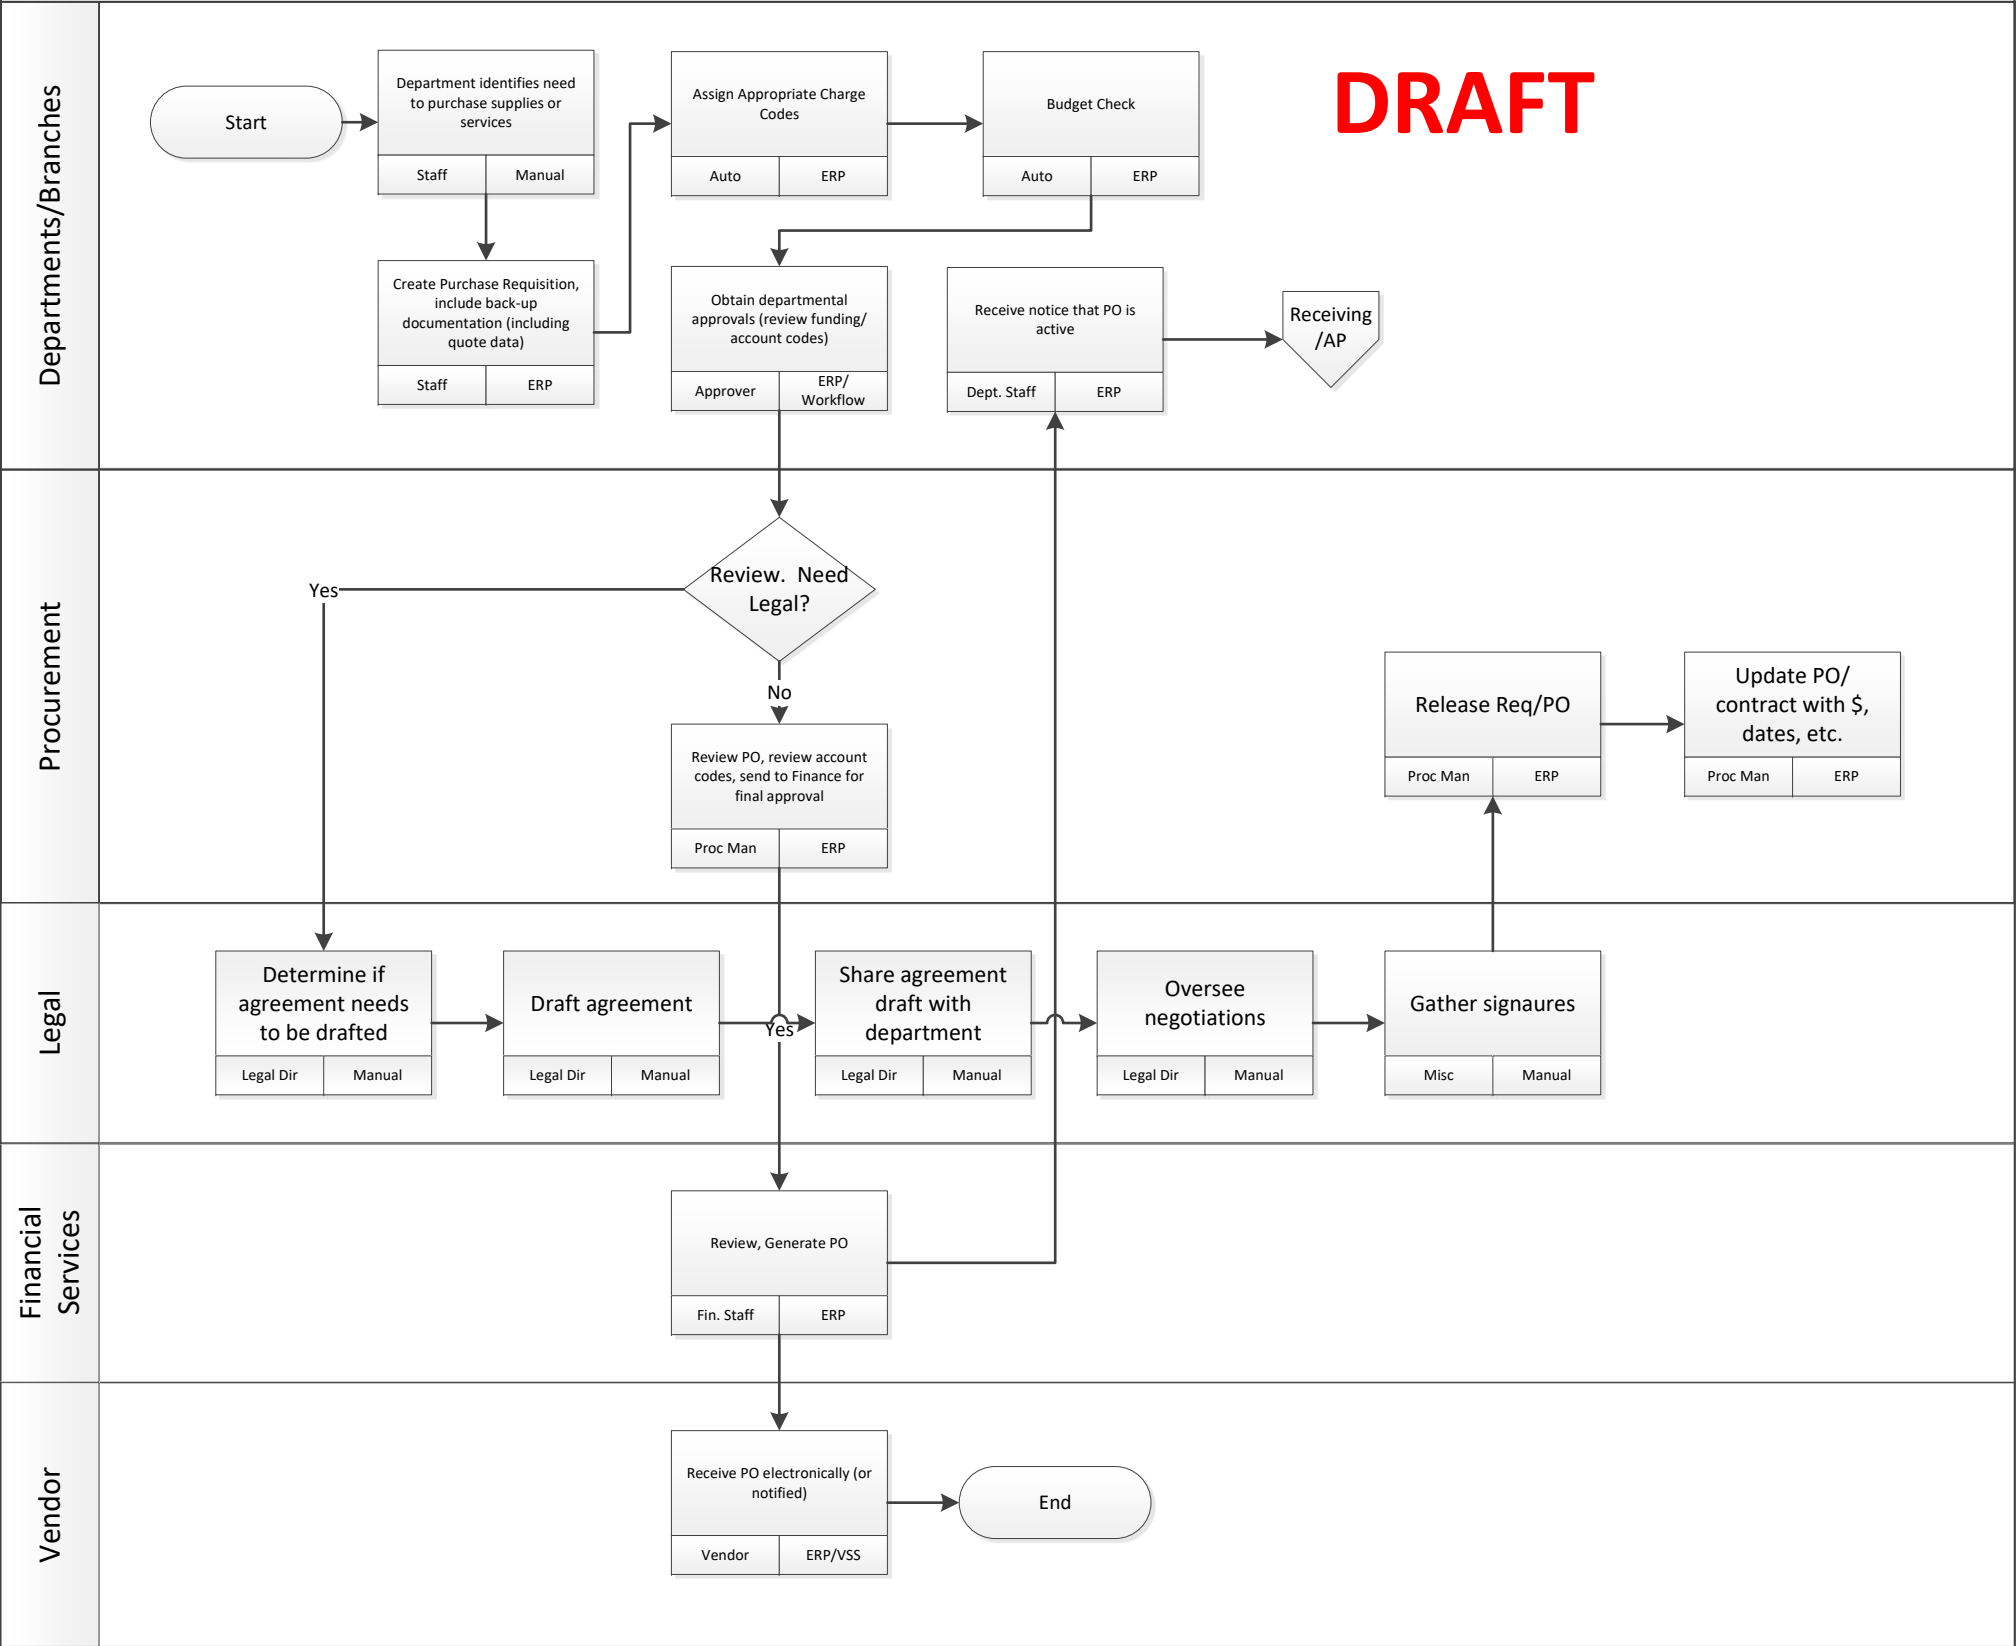 Departments/Branches
Start
Department identifies need
to purchase supplies or
services
Staff
Manual
Assign Appropriate Charge
Codes
Auto
ERP
Budget Check
Auto
ERP
DRAFT
Create Purchase Requisition,
include back-up
documentation (including
quote data)
Staff
ERP
Obtain departmental
approvals (review funding/
account codes)
Approver
ERP/
Workflow
Receive notice that PO is
active
Dept. Staff
ERP
Receiving
/AP
Procurement
Review.  Need
Legal?
Yes
No
Review PO, review account
codes, send to Finance for
final approval
Proc Man
ERP
Release Req/PO
Proc Man
ERP
Update PO/
contract with $,
dates, etc.
Proc Man
ERP
Legal
Determine if
agreement needs
to be drafted
Legal Dir
Manual
Draft agreement
Legal Dir
Manual
Yes
Share agreement
draft with
department
Legal Dir
Manual
Oversee
negotiations
Legal Dir
Manual
Gather signaures
Misc
Manual
Financial
Services
Review, Generate PO
Fin. Staff
ERP
Vendor
Receive PO electronically (or
notified)
Vendor
ERP/VSS
End